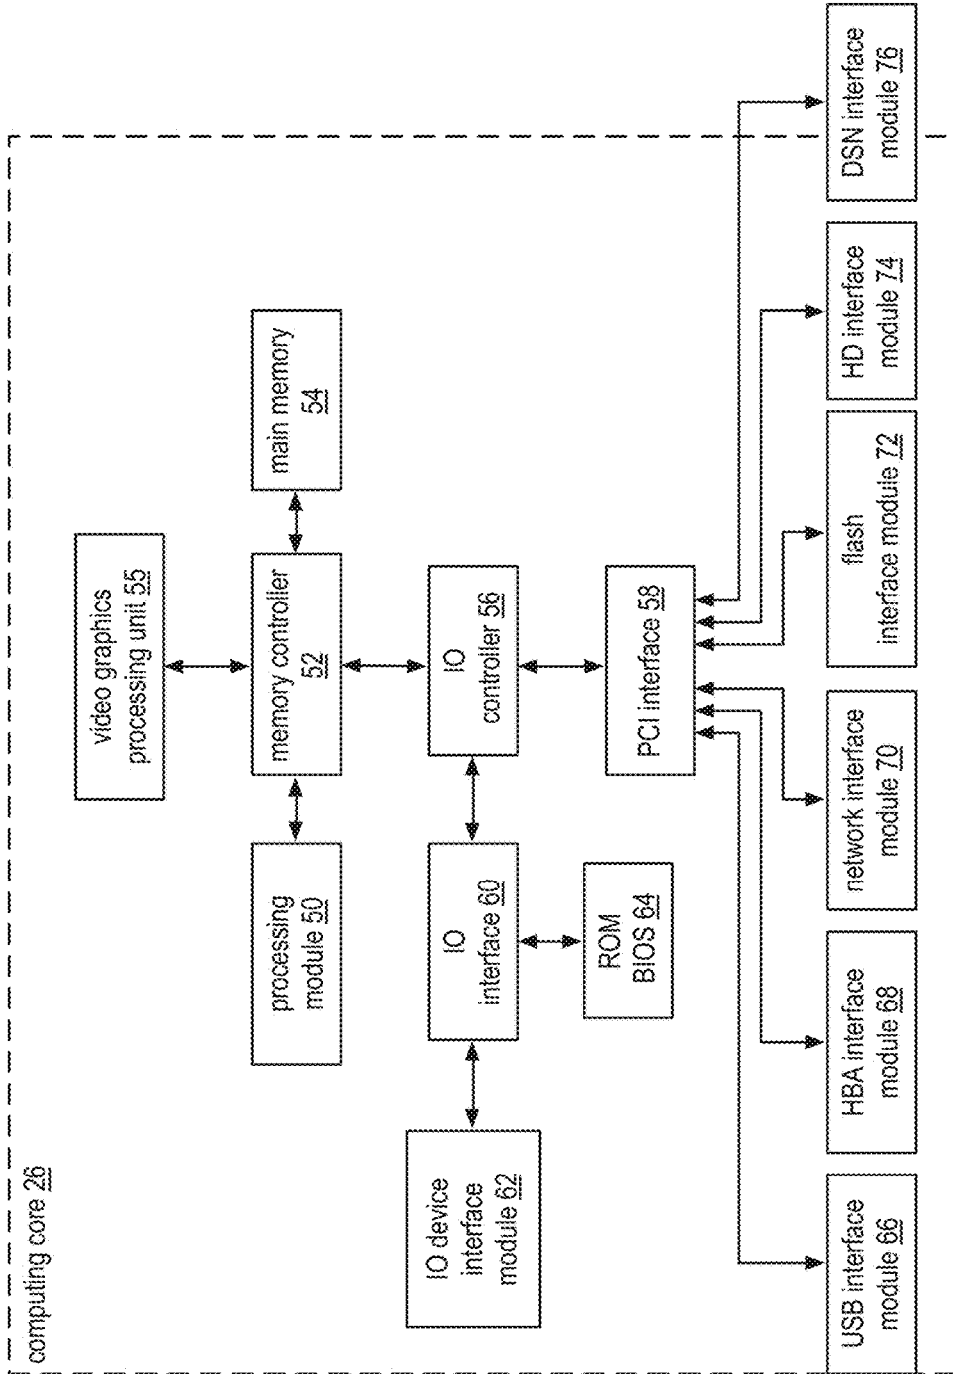 computing core 26
video graphics
processing unit 55
processing
module 50
memory controller
52
main memory
54
IO device
interface
module 62
IO
interface 60
IO
controller 56
ROM
BIOS 64
PCI interface 58
USB interface
module 66
HBA interface
module 68
network interface
module 70
flash
interface module 72
HD interface
module 74
DSN interface
module 76